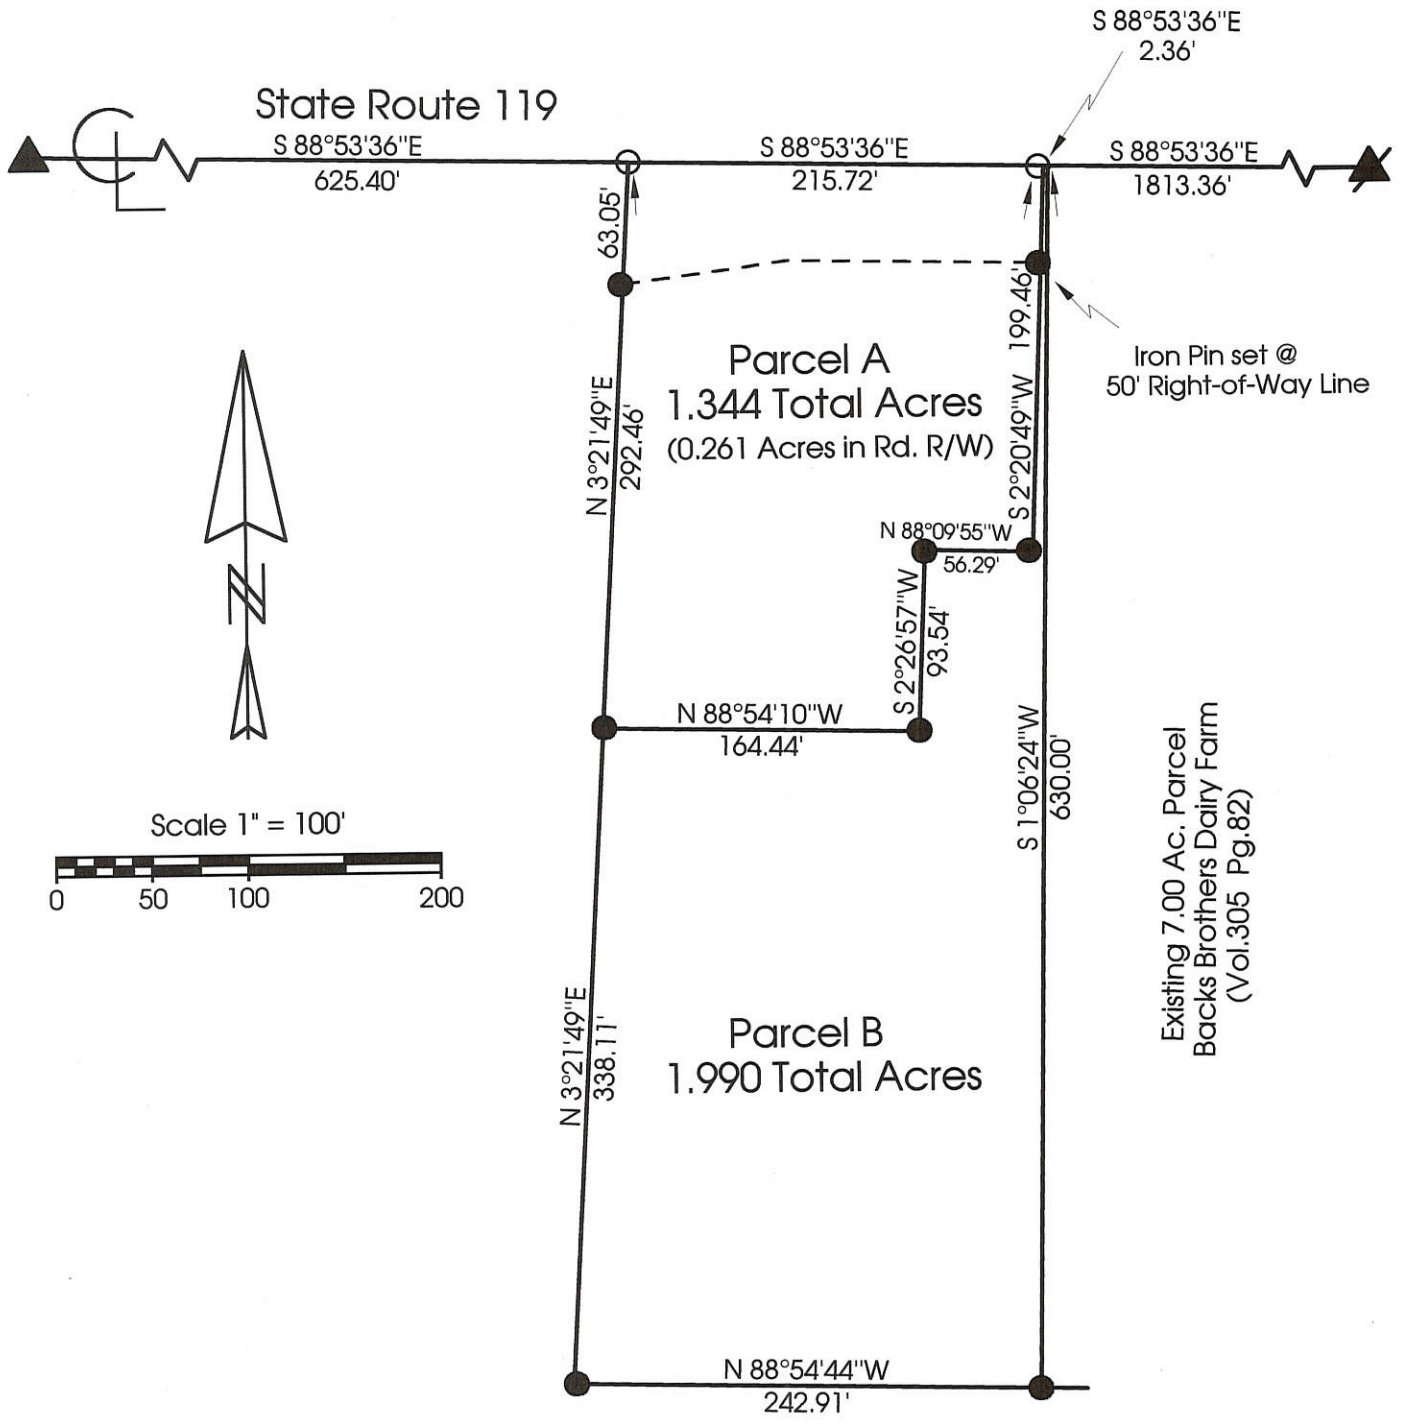 S 88°53'36"E
2.36'
State Route 119
S 88°53'36"E
625.40'
S 88°53'36"E
215.72'
S 88°53'36"E
1813.36'
CL
63.05'
199.46'
S 2°20'49"W
Iron Pin set @
50' Right-of-Way Line
Parcel A
1.344 Total Acres
(0.261 Acres in Rd. R/W)
N 3°21'49"E
292.46'
N 88°09'55"W
56.29'
S 2°26'57"W
93.54'
N
N 88°54'10"W
164.44'
S 1°06'24"W
630.00'
Existing 7.00 Ac. Parcel
Backs Brothers Dairy Farm
(Vol.305 Pg.82)
Scale 1" = 100'
0 50 100 200
N 3°21'49"E
338.11'
Parcel B
1.990 Total Acres
N 88°54'44"W
242.91'